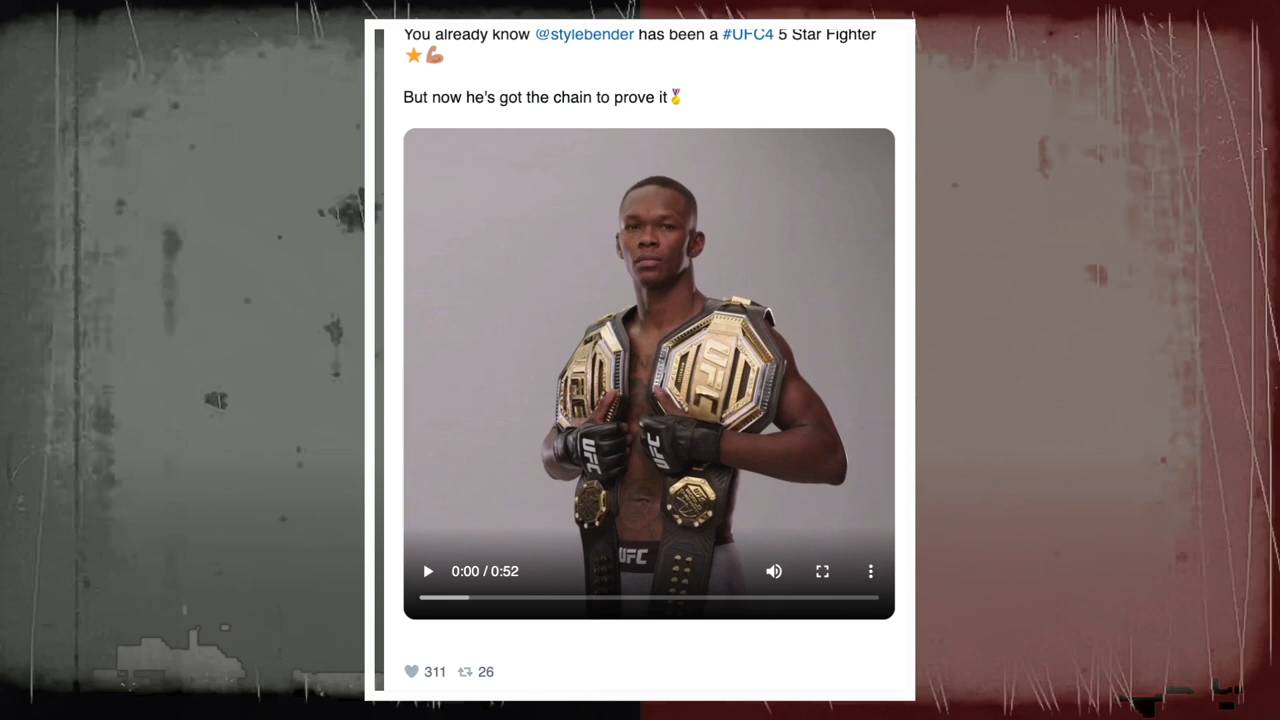 You already know @stylebender has been a #UFC4 5 Star Fighter
⭐💪🏽
But now he's got the chain to prove it🏅
UFC
UFC
UFC
UFC
UFC
0:00 / 0:52
311 26